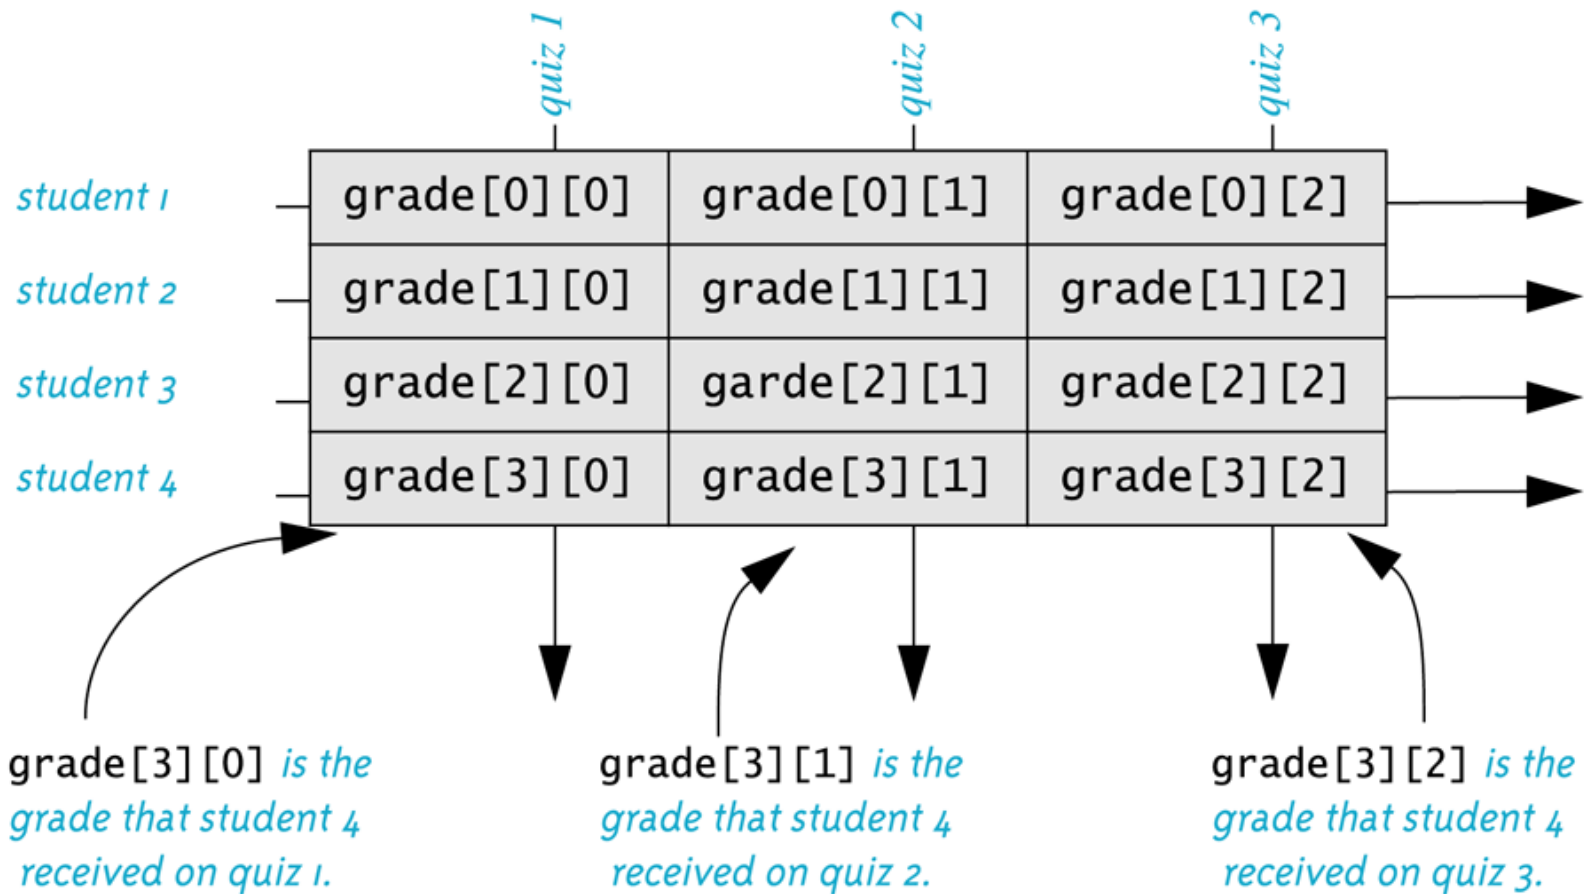 quiz 1
quiz 2
quiz 3
student 1
grade[0][0]
grade[0][1]
grade[0][2]
student 2
grade[1][0]
grade[1][1]
grade[1][2]
student 3
grade[2][0]
garde[2][1]
grade[2][2]
student 4
grade[3][0]
grade[3][1]
grade[3][2]
grade[3][0] is the
grade that student 4
received on quiz 1.
grade[3][1] is the
grade that student 4
received on quiz 2.
grade[3][2] is the
grade that student 4
received on quiz 3.